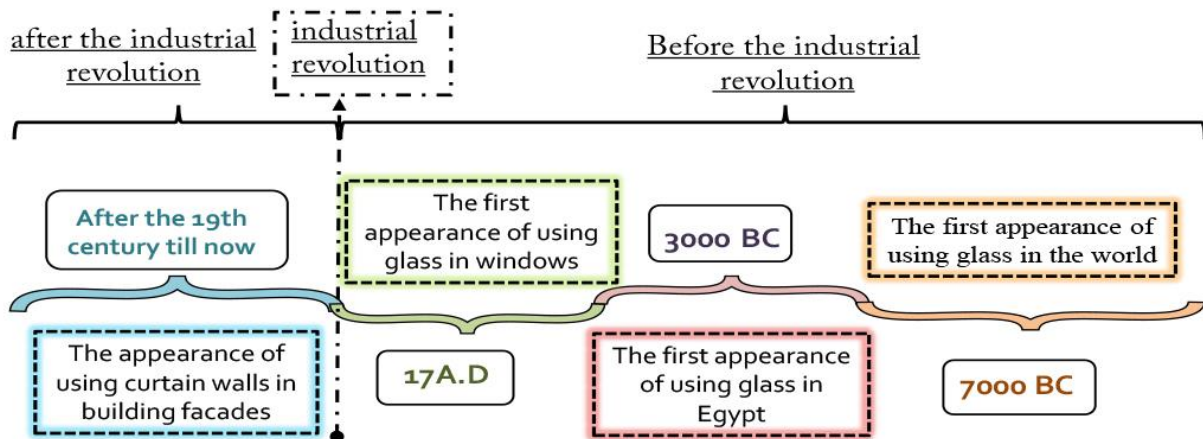 after the industrial
revolution
industrial
revolution
Before the industrial
revolution
After the 19th
century till now
The first
appearance of using
glass in windows
3000 BC
The first appearance of
using glass in the world
The appearance of
using curtain walls in
building facades
17A.D
The first appearance
of using glass in
Egypt
7000 BC